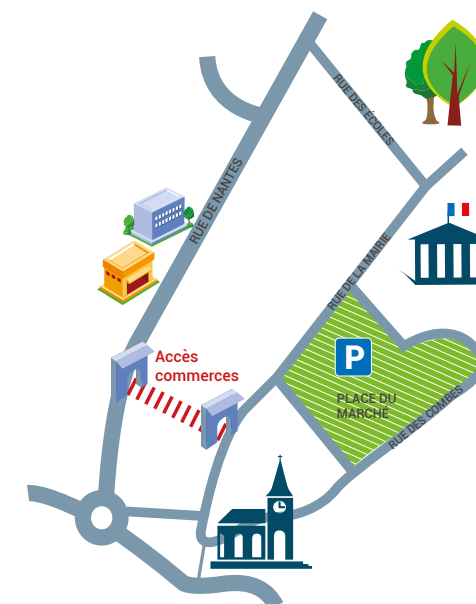 RUE DES ÉCOLES
RUE DE NANTES
RUE DE LA MAIRIE
Accès
commerces
P
PLACE DU
MARCHÉ
RUE DES COMBES